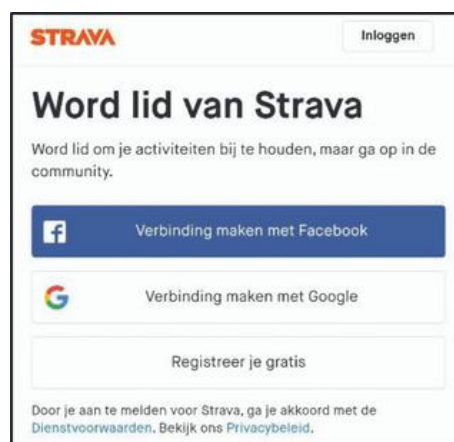 STRAVA
Inloggen
Word lid van Strava
Word lid om je activiteiten bij te houden, maar ga op in de
community.
Verbinding maken met Facebook
Verbinding maken met Google
Registreer je gratis
Door je aan te melden voor Strava, ga je akkoord met de
Dienstvoorwaarden. Bekijk ons Privacybeleid.